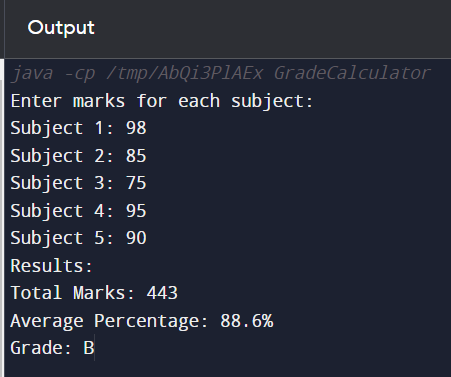 Output
java -cp /tmp/AbQi3PlAEx GradeCalculator
Enter marks for each subject:
Subject 1: 98
Subject 2: 85
Subject 3: 75
Subject 4: 95
Subject 5: 90
Results:
Total Marks: 443
Average Percentage: 88.6%
Grade: B